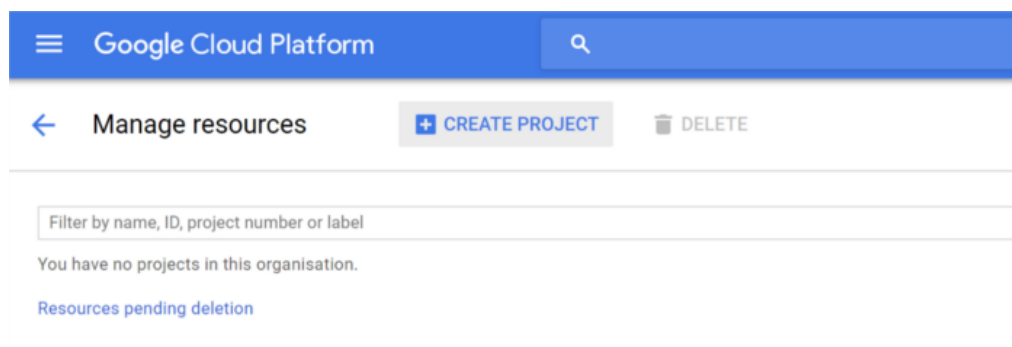 Google Cloud Platform
Manage resources CREATE PROJECT DELETE
Filter by name, ID, project number or label
You have no projects in this organisation.
Resources pending deletion